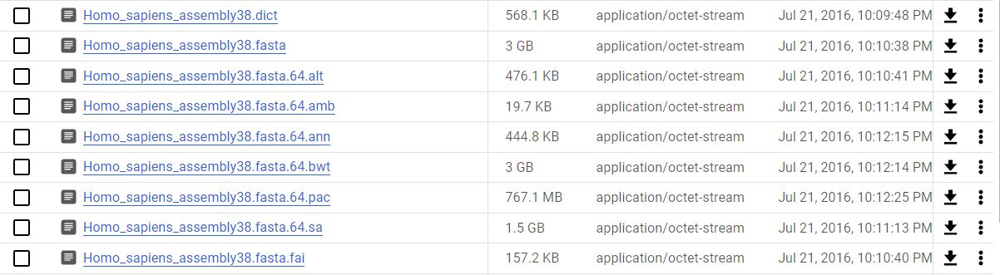 Homo_sapiens_assembly38.dict 568.1 KB application/octet-stream Jul 21, 2016, 10:09:48 PM
Homo_sapiens_assembly38.fasta 3 GB application/octet-stream Jul 21, 2016, 10:10:38 PM
Homo_sapiens_assembly38.fasta.64.alt 476.1 KB application/octet-stream Jul 21, 2016, 10:10:41 PM
Homo_sapiens_assembly38.fasta.64.amb 19.7 KB application/octet-stream Jul 21, 2016, 10:11:14 PM
Homo_sapiens_assembly38.fasta.64.ann 444.8 KB application/octet-stream Jul 21, 2016, 10:12:15 PM
Homo_sapiens_assembly38.fasta.64.bwt 3 GB application/octet-stream Jul 21, 2016, 10:12:14 PM
Homo_sapiens_assembly38.fasta.64.pac 767.1 MB application/octet-stream Jul 21, 2016, 10:12:25 PM
Homo_sapiens_assembly38.fasta.64.sa 1.5 GB application/octet-stream Jul 21, 2016, 10:11:13 PM
Homo_sapiens_assembly38.fasta.fai 157.2 KB application/octet-stream Jul 21, 2016, 10:10:40 PM